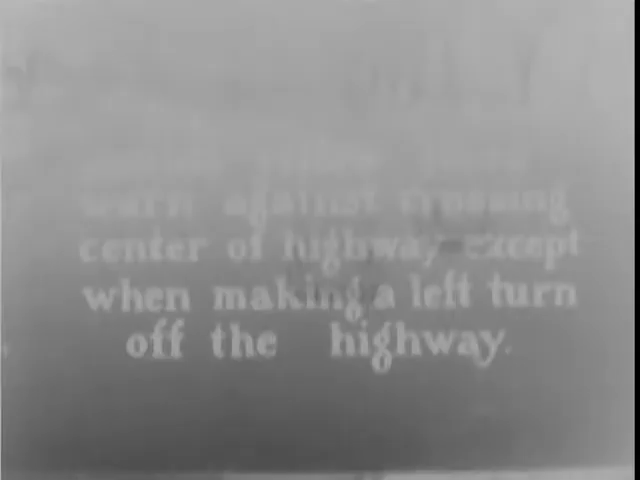 warn against crossing
center of highway except
when making a left turn
off the highway.